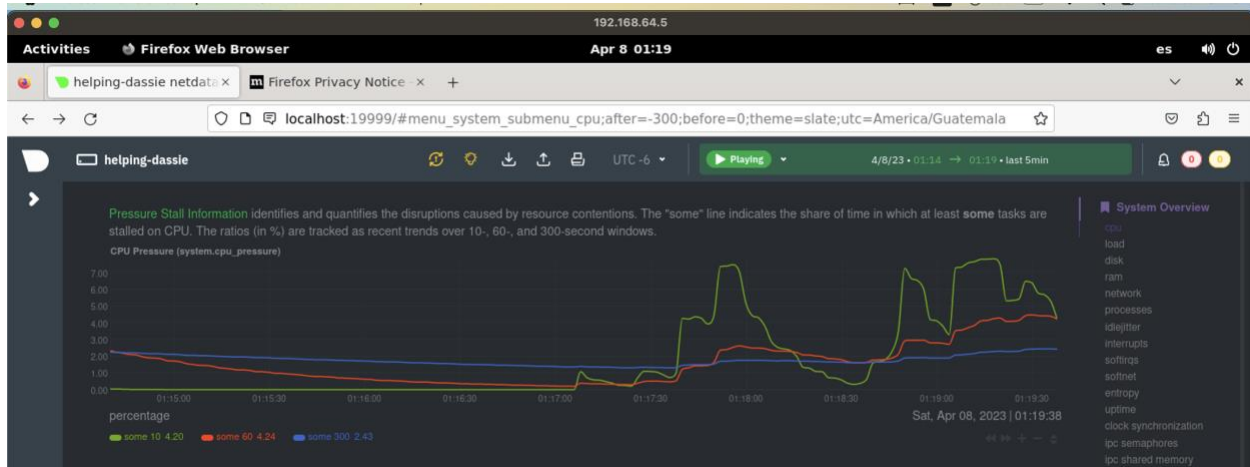 192.168.64.5
Activities Firefox Web Browser Apr 8 01:19 es
helping-dassie netdata × Firefox Privacy Notice × +
localhost:19999/#menu_system_submenu_cpu;after=-300;before=0;theme=slate;utc=America/Guatemala
helping-dassie UTC -6 Playing 4/8/23 • 01:14 → 01:19 • last 5min 0 0
Pressure Stall Information identifies and quantifies the disruptions caused by resource contentions. The "some" line indicates the share of time in which at least some tasks are
stalled on CPU. The ratios (in %) are tracked as recent trends over 10-, 60-, and 300-second windows.
CPU Pressure (system.cpu_pressure)
7.00
6.00
5.00
4.00
3.00
2.00
1.00
0.00
01:15:00 01:15:30 01:16:00 01:16:30 01:17:00 01:17:30 01:18:00 01:18:30 01:19:00 01:19:30
percentage Sat, Apr 08, 2023 | 01:19:38
some 10 4.20 some 60 4.24 some 300 2.43
System Overview
cpu
load
disk
ram
network
processes
idlejitter
interrupts
softirqs
softnet
entropy
uptime
clock synchronization
ipc semaphores
ipc shared memory